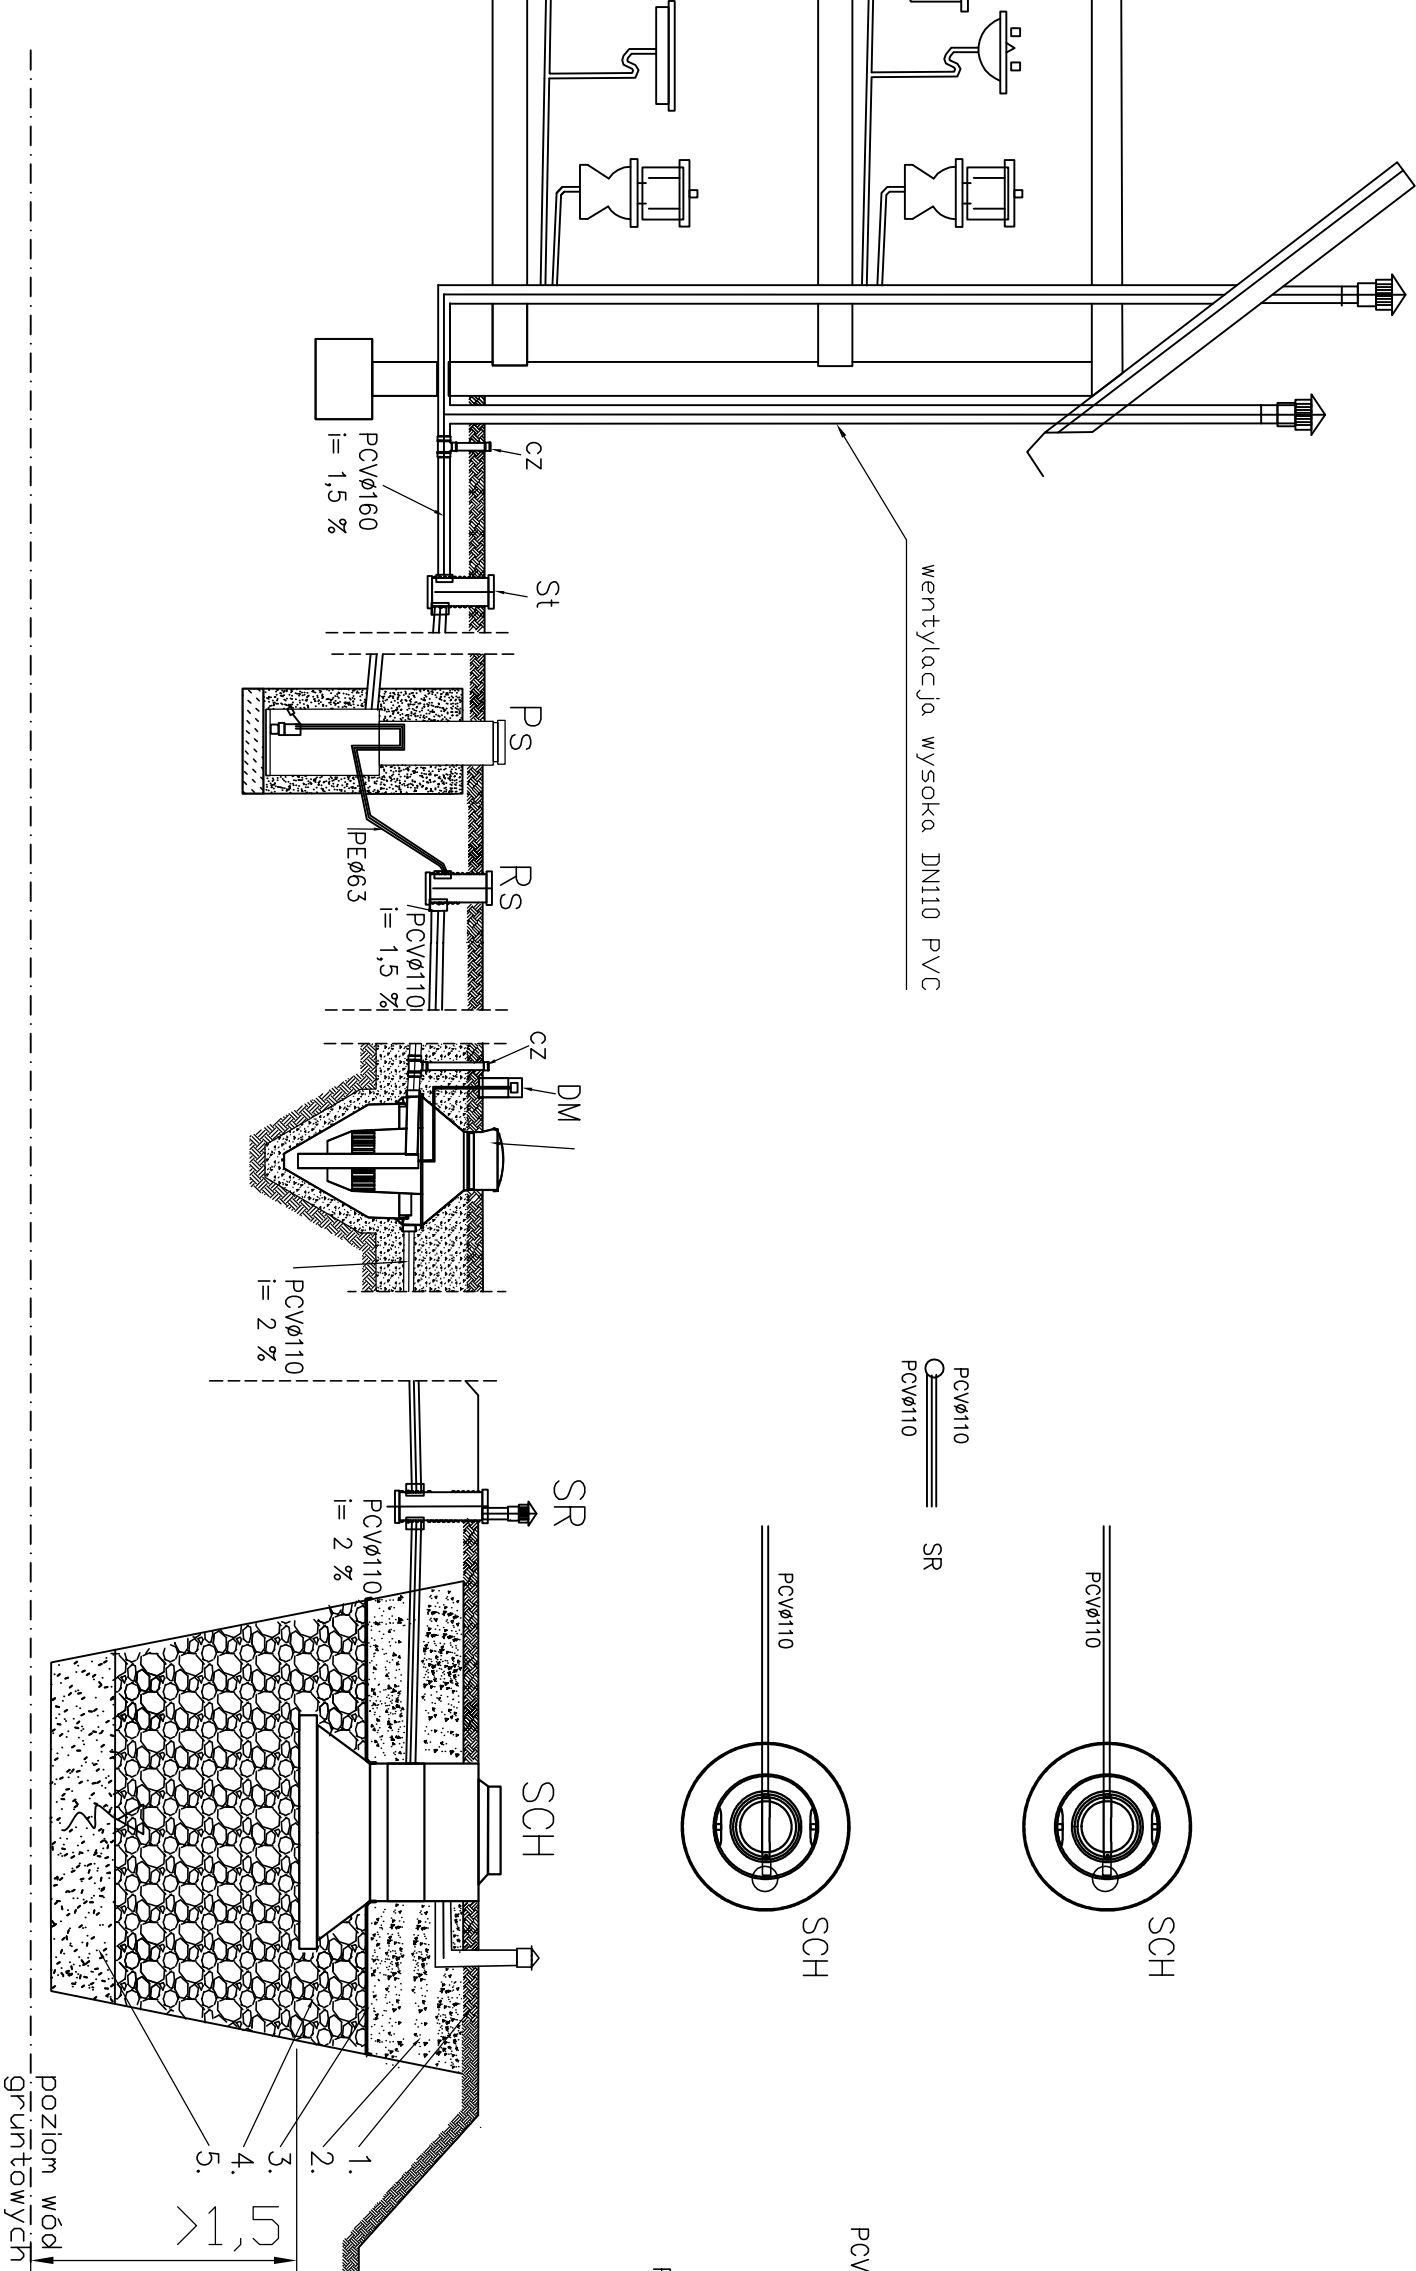 wentylacja wysoka DN110 PVC
cz
PCVø160
i= 1,5 %
St
Ps
PEø63
Rs
PCVø110
i= 1,5 %
cz
DM
PCVø110
i= 2 %
SR
PCVø110
i= 2 %
SCH
PCVø110
PCVø110
SR
PCVø110
SCH
PCVø110
SCH
1.
2.
3.
4.
5.
>1,5
poziom wód
gruntowych
PCV